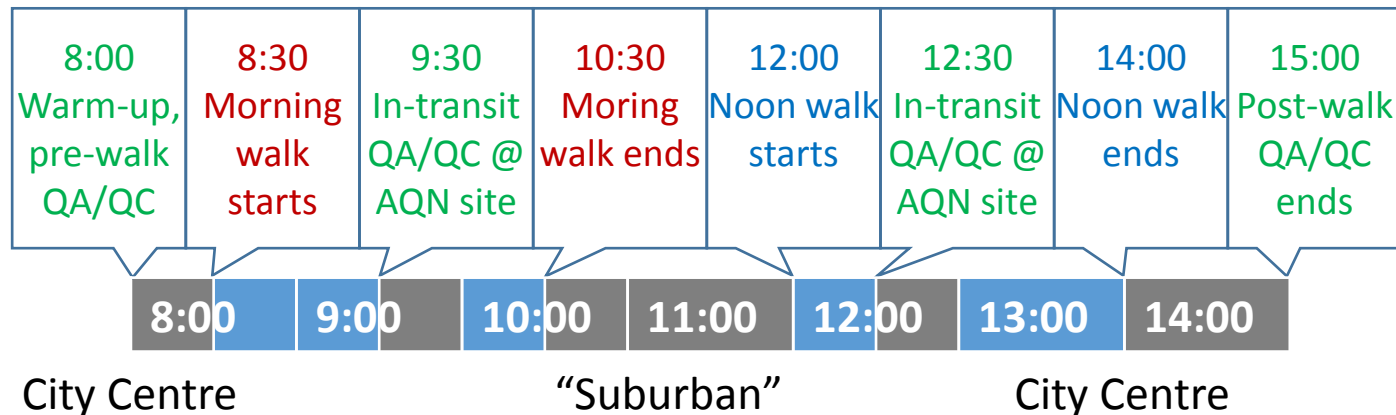 8:00
Warm-up,
pre-walk
QA/QC
8:30
Morning
walk
starts
9:30
In-transit
QA/QC @
AQN site
10:30
Moring
walk ends
12:00
Noon walk
starts
12:30
In-transit
QA/QC @
AQN site
14:00
Noon walk
ends
15:00
Post-walk
QA/QC
ends
8:00 9:00 10:00 11:00 12:00 13:00 14:00
City Centre "Suburban" City Centre